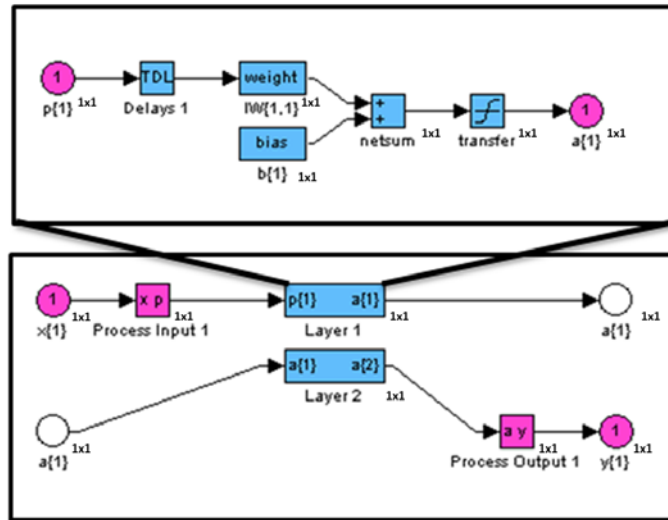 1 TDL weight + + 1
bias
p{1} 1x1 Delays 1 IW{1,1} 1x1 netsum 1x1 transfer 1x1 a{1} 1x1
b{1} 1x1
1 x p p{1} a{1}
x{1} 1x1 Process Input 1 1x1 Layer 1 1x1 a{1} 1x1
a{1} a{2}
Layer 2 1x1
a y 1
a{1} 1x1 Process Output 1 1x1 y{1} 1x1